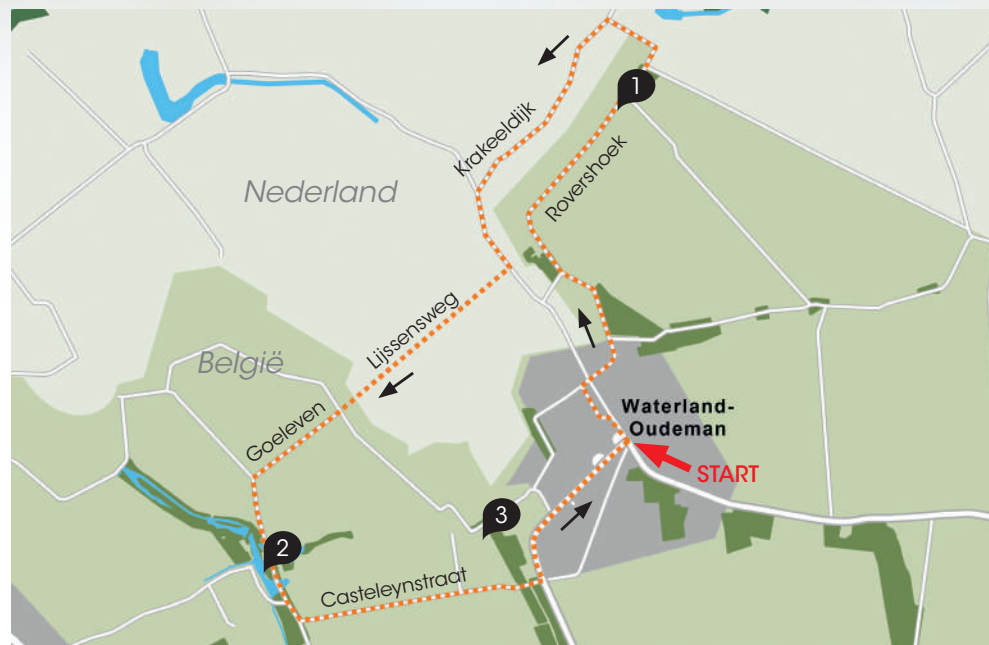 1
Krakeeldijk
Rovershoek
Nederland
Lijssensweg
België
Waterland-
Oudeman
Goeleven
START
3
2
Casteleynstraat